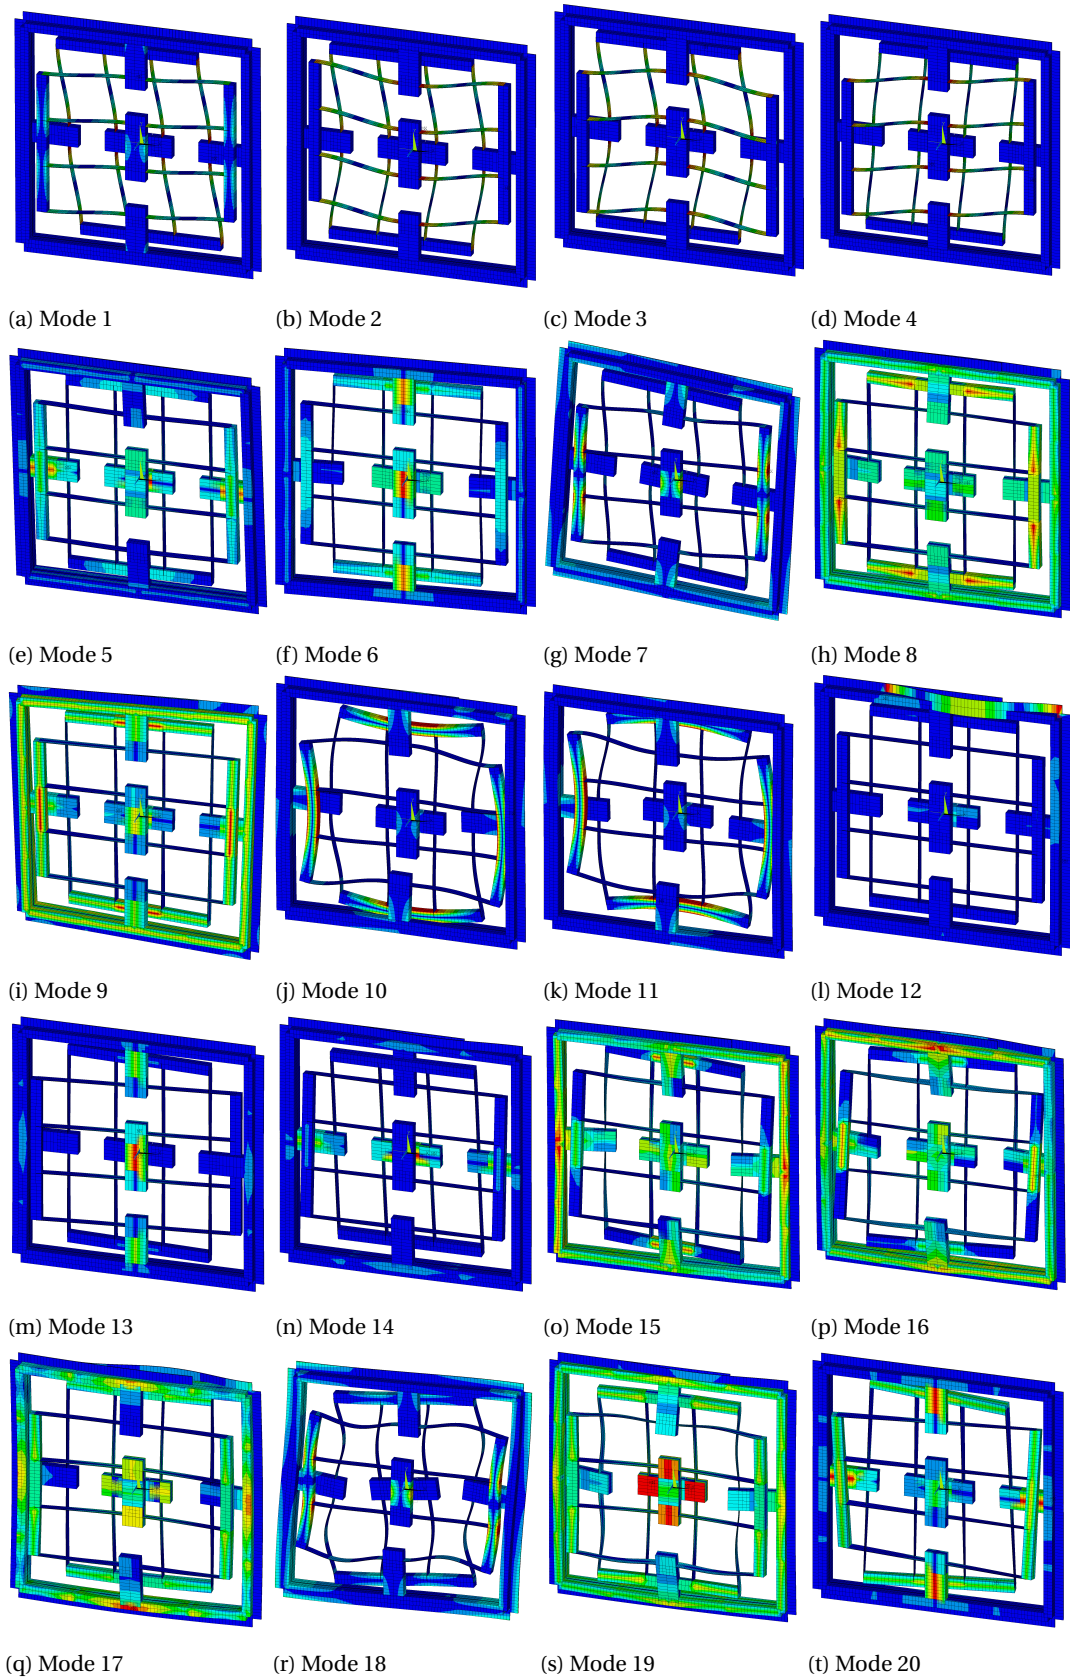 (a) Mode 1
(b) Mode 2
(c) Mode 3
(d) Mode 4
(e) Mode 5
(f) Mode 6
(g) Mode 7
(h) Mode 8
(i) Mode 9
(j) Mode 10
(k) Mode 11
(l) Mode 12
(m) Mode 13
(n) Mode 14
(o) Mode 15
(p) Mode 16
(q) Mode 17
(r) Mode 18
(s) Mode 19
(t) Mode 20